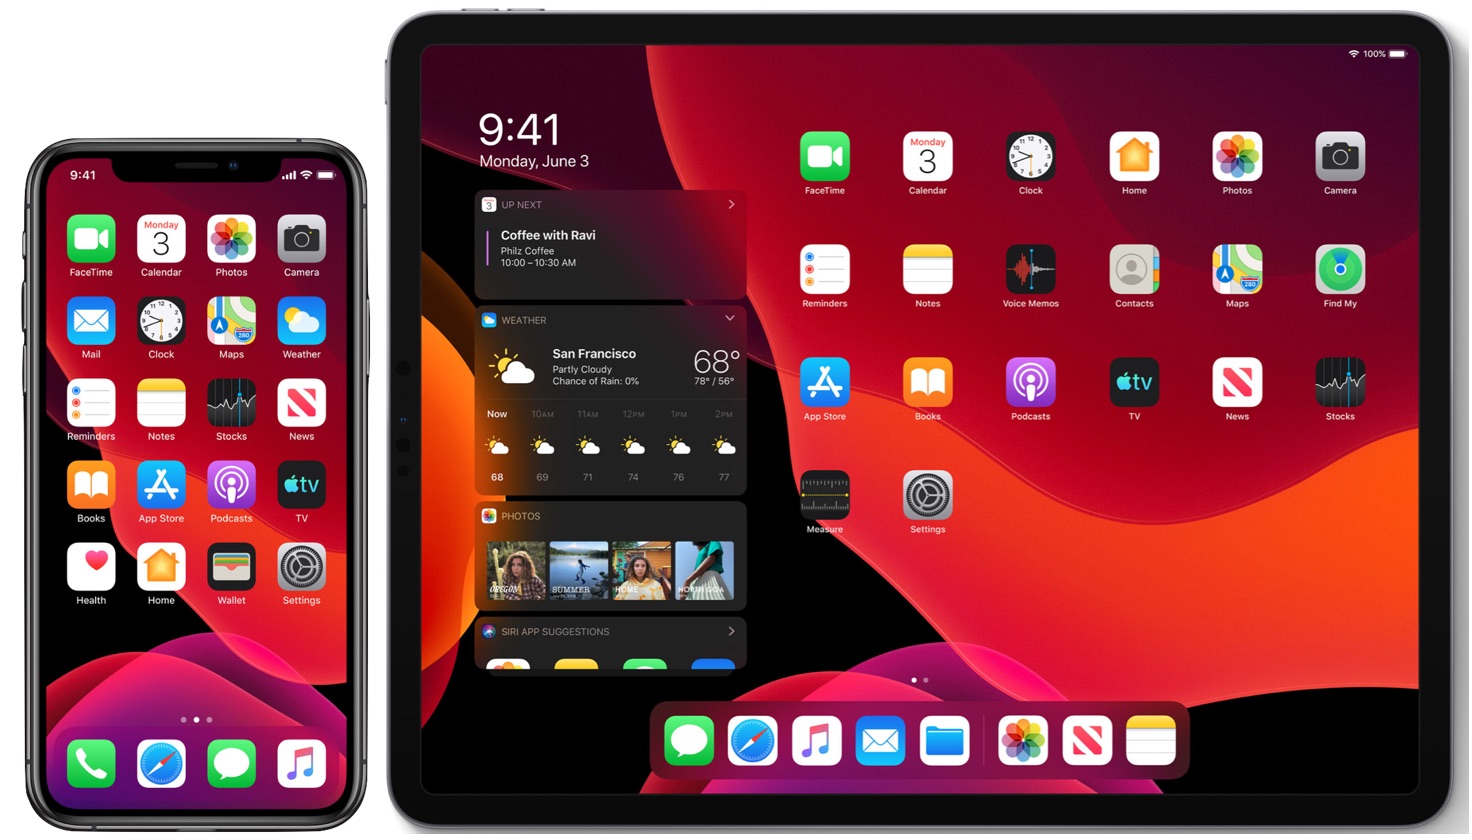 9:41
Monday
3
FaceTime
Calendar
Photos
Camera
280
Mail
Clock
Maps
Weather
Reminders
Notes
Stocks
News
tv
Books
App Store
Podcasts
TV
Health
Home
Wallet
Settings
100%
9:41
Monday, June 3
3 UP NEXT
Coffee with Ravi
Philz Coffee
10:00 – 10:30 AM
WEATHER
San Francisco
Partly Cloudy
Chance of Rain: 0%
68°
78° / 56°
Now 10AM 11AM 12PM 1PM 2PM
68 69 71 74 76 77
PHOTOS
OREGON
SUMMER
HOME
SIRI APP SUGGESTIONS
Monday
3
FaceTime
Calendar
Clock
Home
Photos
Camera
280
Reminders
Notes
Voice Memos
Contacts
Maps
Find My
tv
App Store
Books
Podcasts
TV
News
Stocks
Measure
Settings